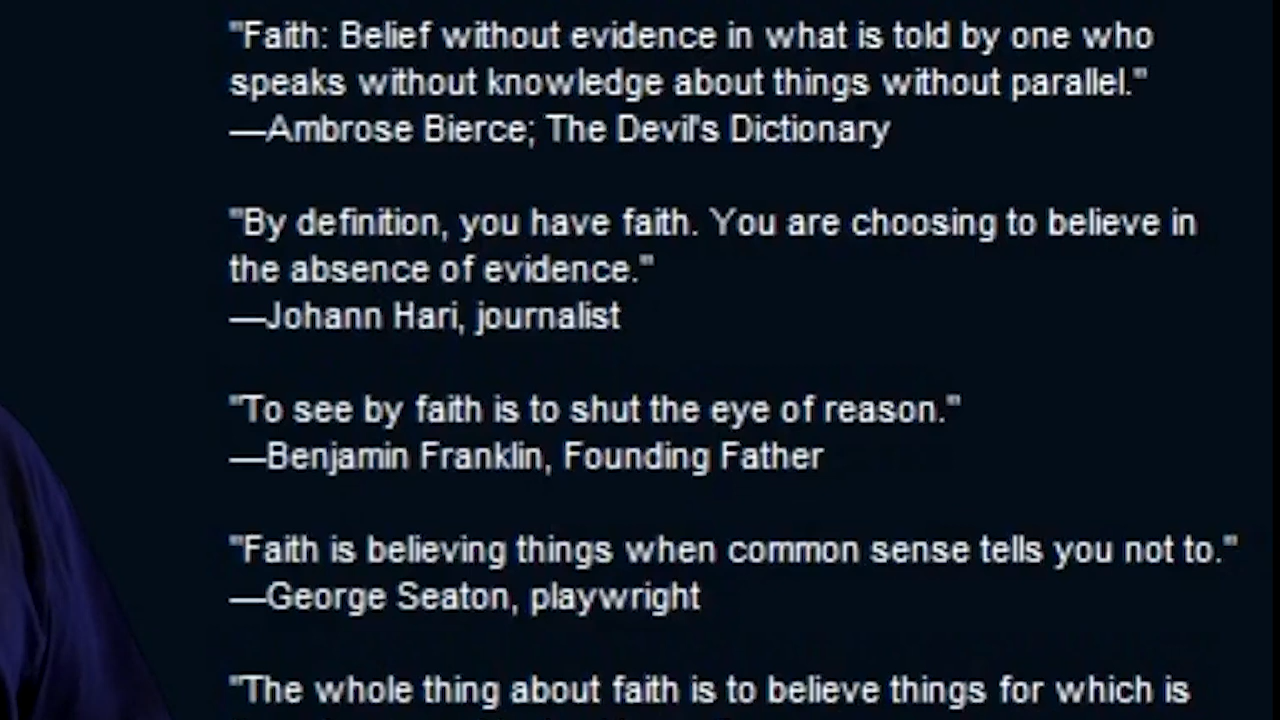 "Faith: Belief without evidence in what is told by one who
speaks without knowledge about things without parallel."
—Ambrose Bierce; The Devil's Dictionary
"By definition, you have faith. You are choosing to believe in
the absence of evidence."
—Johann Hari, journalist
"To see by faith is to shut the eye of reason."
—Benjamin Franklin, Founding Father
"Faith is believing things when common sense tells you not to."
—George Seaton, playwright
"The whole thing about faith is to believe things for which is